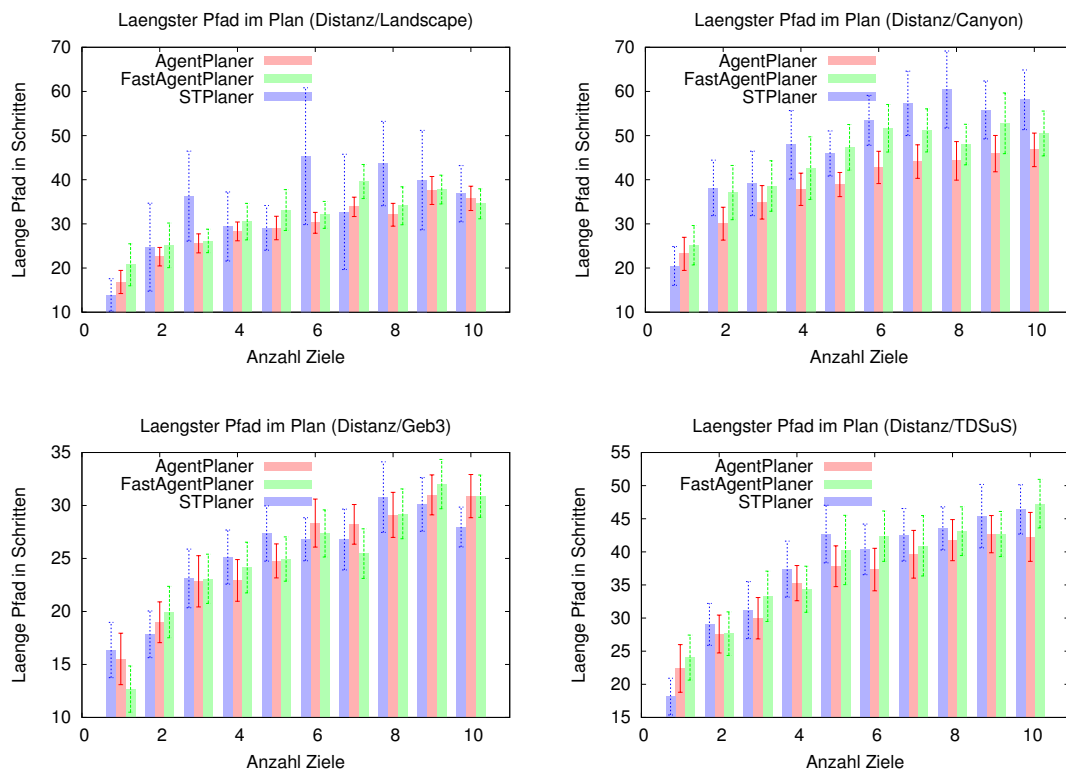 Laengster Pfad im Plan (Distanz/Landscape)
70
60
50
40
30
20
10
0
2
4
6
8
10
Laenge Pfad in Schritten
Anzahl Ziele
AgentPlaner
FastAgentPlaner
STPlaner
Laengster Pfad im Plan (Distanz/Canyon)
70
60
50
40
30
20
10
0
2
4
6
8
10
Laenge Pfad in Schritten
Anzahl Ziele
AgentPlaner
FastAgentPlaner
STPlaner
Laengster Pfad im Plan (Distanz/Geb3)
35
30
25
20
15
10
0
2
4
6
8
10
Laenge Pfad in Schritten
Anzahl Ziele
AgentPlaner
FastAgentPlaner
STPlaner
Laengster Pfad im Plan (Distanz/TDSuS)
55
50
45
40
35
30
25
20
15
0
2
4
6
8
10
Laenge Pfad in Schritten
Anzahl Ziele
AgentPlaner
FastAgentPlaner
STPlaner